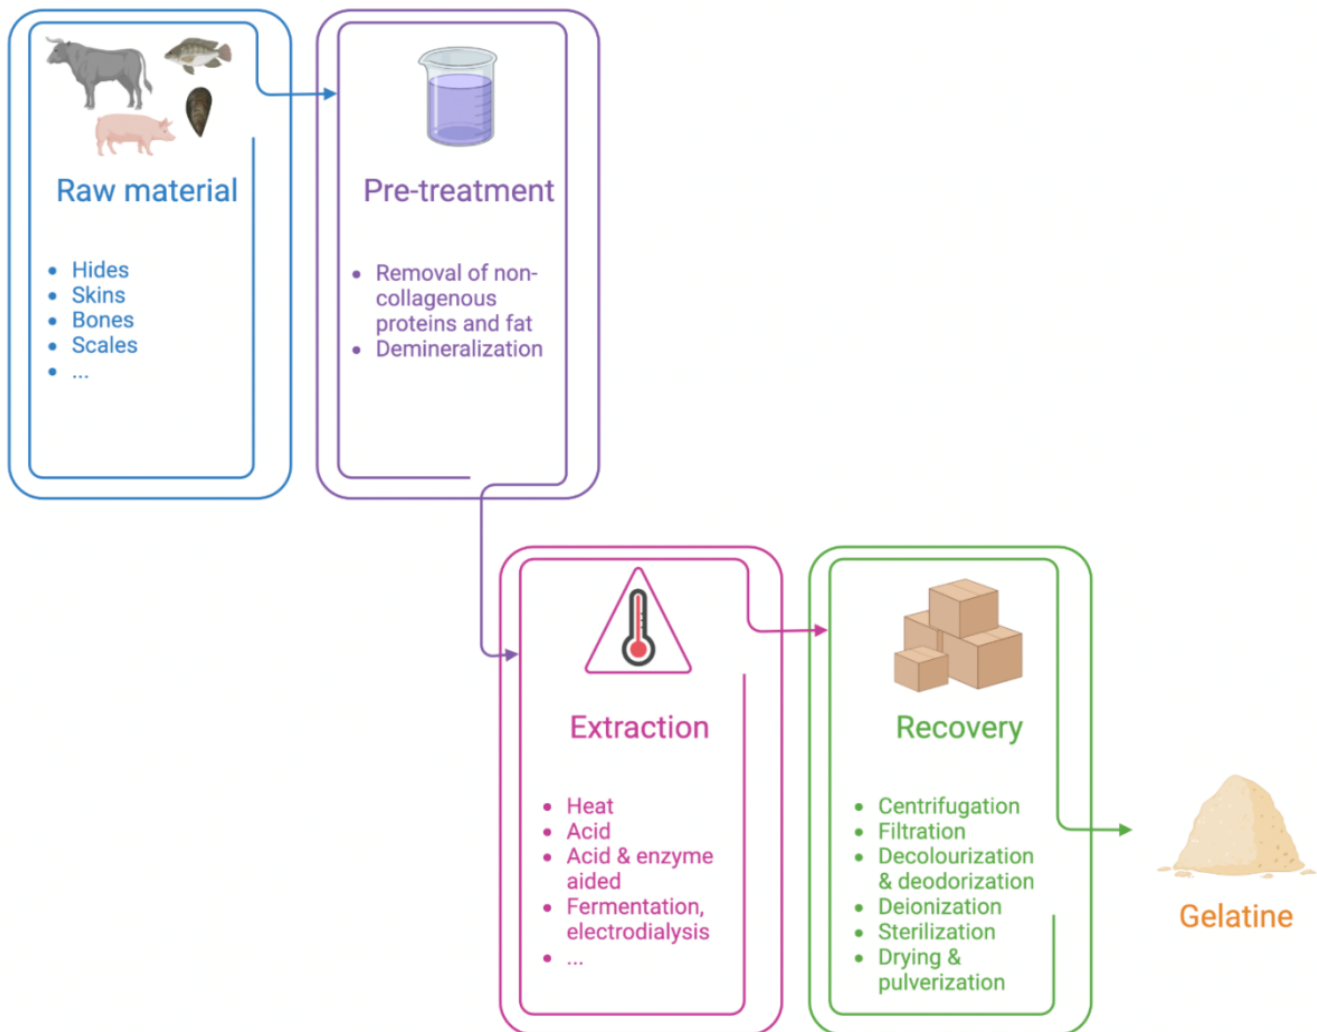 Raw material
• Hides
• Skins
• Bones
• Scales
• ...
Pre-treatment
• Removal of non-
collagenous
proteins and fat
• Demineralization
Extraction
• Heat
• Acid
• Acid & enzyme
aided
• Fermentation,
electrodialysis
• ...
Recovery
• Centrifugation
• Filtration
• Decolourization
& deodorization
• Deionization
• Sterilization
• Drying &
pulverization
Gelatine